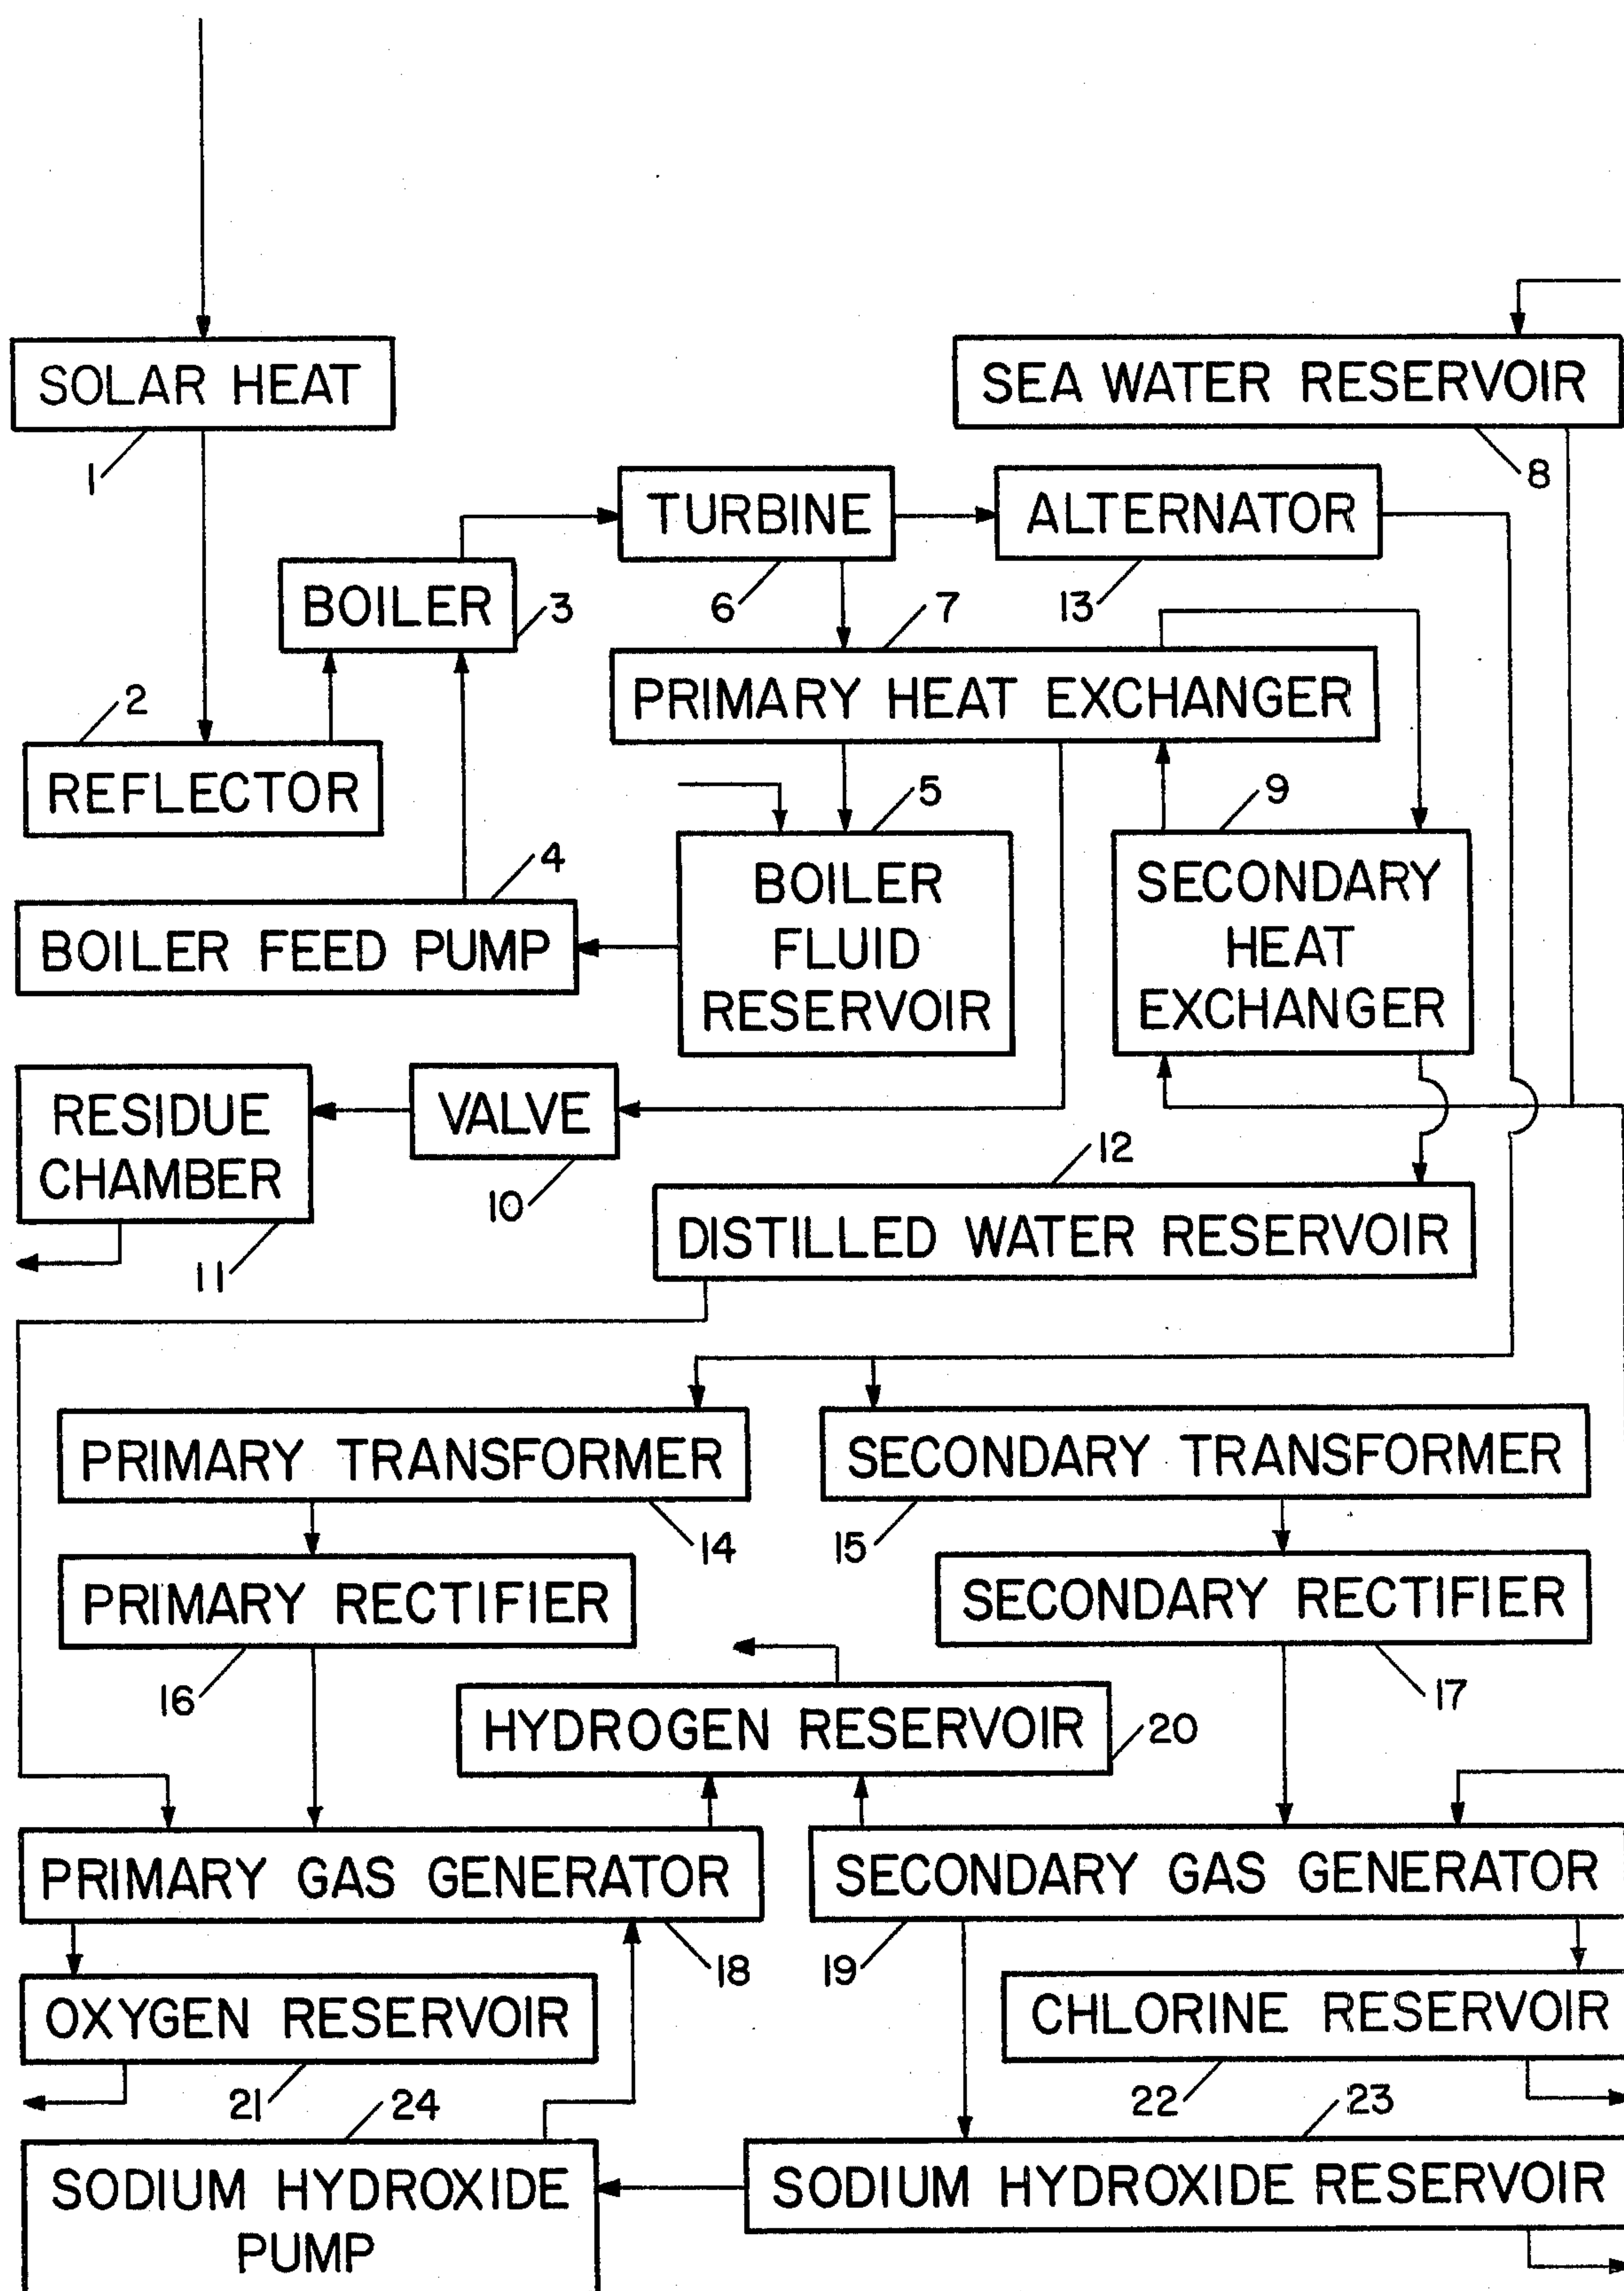 SOLAR HEAT
1
SEA WATER RESERVOIR
8
TURBINE
6
ALTERNATOR
13
BOILER
3
7
PRIMARY HEAT EXCHANGER
2
REFLECTOR
5
BOILER
FLUID
RESERVOIR
9
SECONDARY
HEAT
EXCHANGER
4
BOILER FEED PUMP
RESIDUE
CHAMBER
11
VALVE
10
12
DISTILLED WATER RESERVOIR
PRIMARY TRANSFORMER
14
SECONDARY TRANSFORMER
15
PRIMARY RECTIFIER
16
SECONDARY RECTIFIER
17
HYDROGEN RESERVOIR
20
PRIMARY GAS GENERATOR
18
SECONDARY GAS GENERATOR
19
OXYGEN RESERVOIR
21
CHLORINE RESERVOIR
22
24
SODIUM HYDROXIDE
PUMP
23
SODIUM HYDROXIDE RESERVOIR